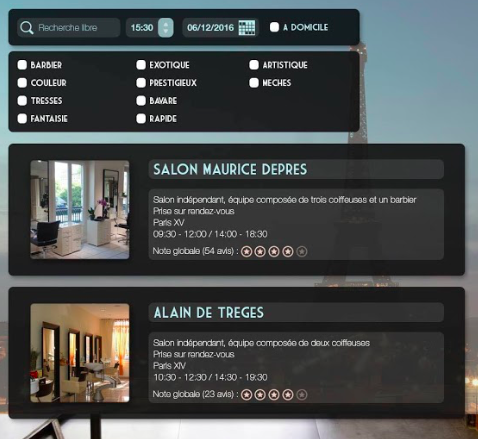 Recherche libre 15:30 06/12/2016 A DOMICILE
BARBIER EXOTIQUE ARTISTIQUE
COULEUR PRESTIGIEUX MECHES
TRESSES BAVARE
FANTAISIE RAPIDE
SALON MAURICE DEPRES
Salon indépendant, équipe composée de trois coiffeuses et un barbier
Prise sur rendez-vous
Paris XV
09:30 - 12:00 / 14:00 - 18:30
Note globale (54 avis) :
ALAIN DE TREGES
Salon indépendant, équipe composée de deux coiffeuses
Prise sur rendez-vous
Paris XIV
10:30 - 12:30 / 14:30 - 19:30
Note globale (23 avis) :